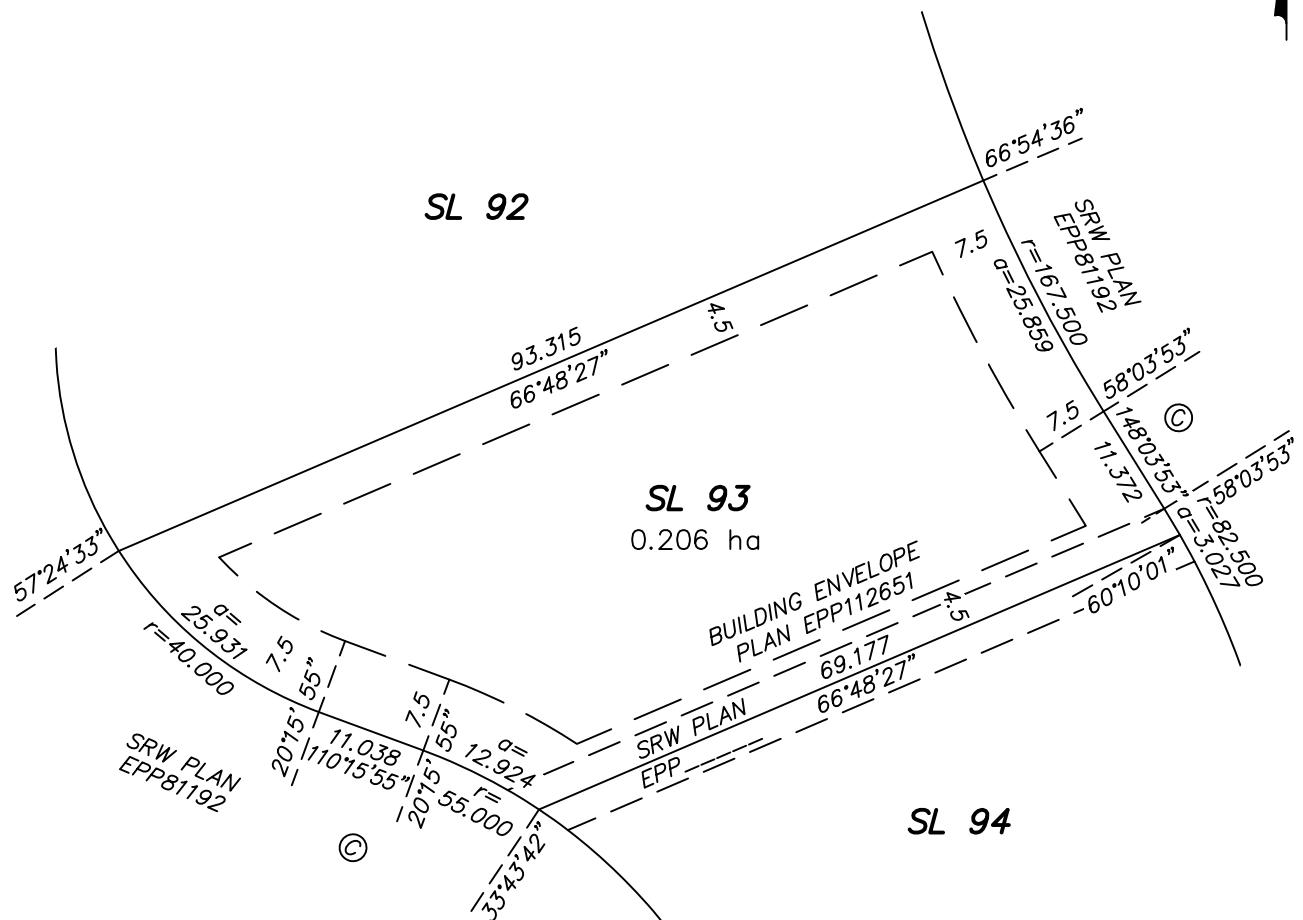 66°54'36"
SL 92
SRW PLAN
EPP81192
7.5
r=167.500
a=25.859
4.5
93.315
66°48'27"
58°03'53"
7.5
148°03'53"
11.372
©
58°03'53"
r=82.500
a=3.027
SL 93
0.206 ha
57°24'33"
BUILDING ENVELOPE
PLAN EPP112651
4.5
60°10'01"
a=
25.931
r=40.000
7.5
20°15'55"
11.038
110°15'55"
7.5
20°15'55"
a=
12.924
r=
55.000
69.177
66°48'27"
SRW PLAN
EPP
SRW PLAN
EPP81192
©
33°43'42"
SL 94